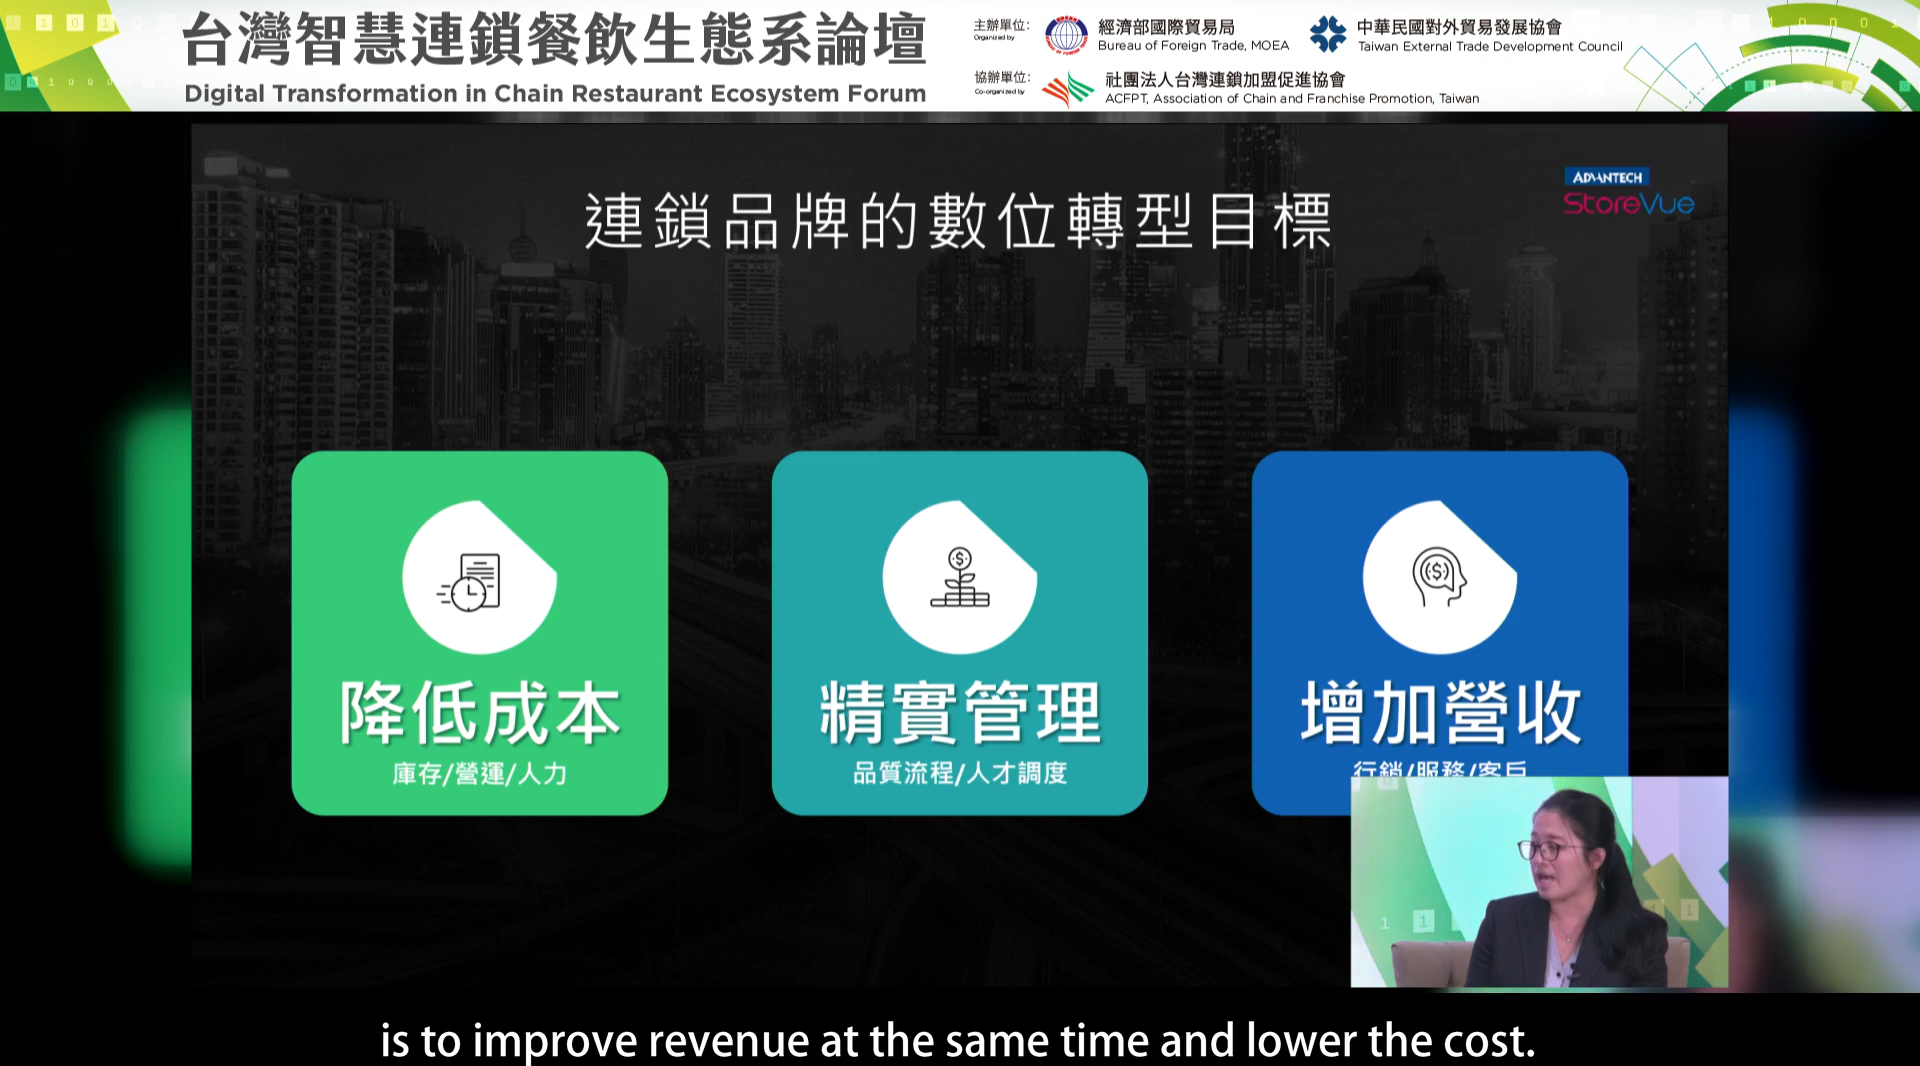 台灣智慧連鎖餐飲生態系論壇
Digital Transformation in Chain Restaurant Ecosystem Forum
主辦單位:
Organized by
經濟部國際貿易局
Bureau of Foreign Trade, MOEA
中華民國對外貿易發展協會
Taiwan External Trade Development Council
協辦單位:
Co-organized by
社團法人台灣連鎖加盟促進協會
ACFPT, Association of Chain and Franchise Promotion, Taiwan
ADVANTECH
StoreVue
連鎖品牌的數位轉型目標
降低成本
庫存/營運/人力
精實管理
品質流程/人才調度
增加營收
行銷/服務/客戶
is to improve revenue at the same time and lower the cost.